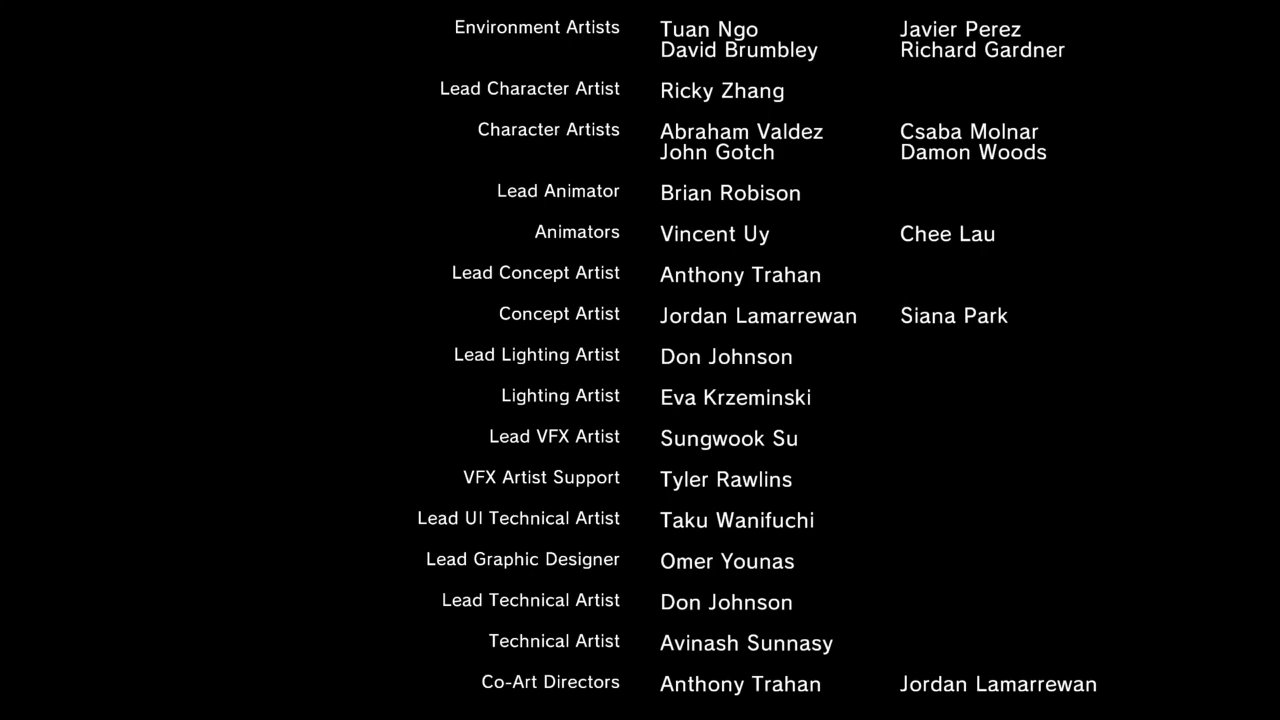 Environment Artists Tuan Ngo Javier Perez
David Brumbley Richard Gardner
Lead Character Artist Ricky Zhang
Character Artists Abraham Valdez Csaba Molnar
John Gotch Damon Woods
Lead Animator Brian Robison
Animators Vincent Uy Chee Lau
Lead Concept Artist Anthony Trahan
Concept Artist Jordan Lamarrewan Siana Park
Lead Lighting Artist Don Johnson
Lighting Artist Eva Krzeminski
Lead VFX Artist Sungwook Su
VFX Artist Support Tyler Rawlins
Lead UI Technical Artist Taku Wanifuchi
Lead Graphic Designer Omer Younas
Lead Technical Artist Don Johnson
Technical Artist Avinash Sunnasy
Co-Art Directors Anthony Trahan Jordan Lamarrewan